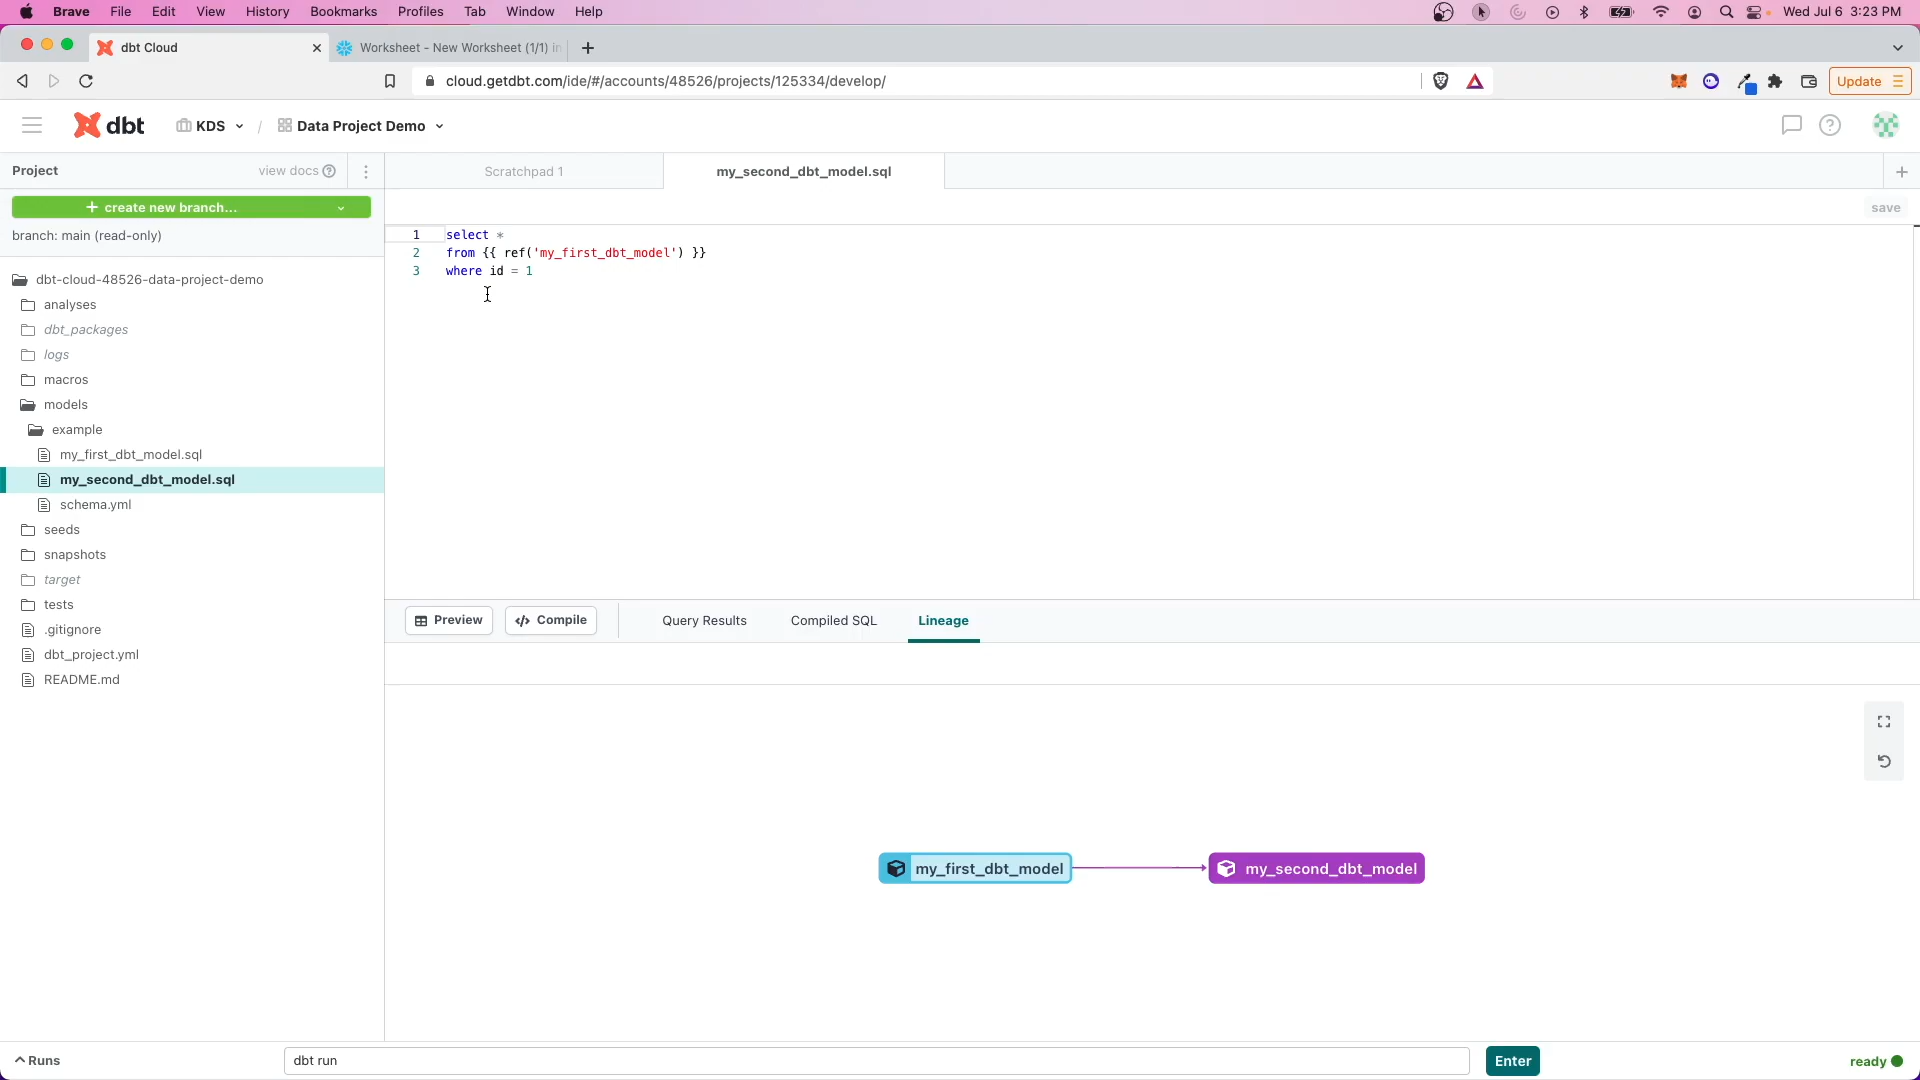 Brave File Edit View History Bookmarks Profiles Tab Window Help Wed Jul 6 3:23 PM
dbt Cloud Worksheet - New Worksheet (1/1) in
cloud.getdbt.com/ide/#/accounts/48526/projects/125334/develop/ Update
dbt KDS / Data Project Demo
Project view docs Scratchpad 1 my_second_dbt_model.sql
+ create new branch... save
branch: main (read-only)
1 select *
2 from {{ ref('my_first_dbt_model') }}
3 where id = 1
dbt-cloud-48526-data-project-demo
analyses
dbt_packages
logs
macros
models
example
my_first_dbt_model.sql
my_second_dbt_model.sql
schema.yml
seeds
snapshots
target
tests
.gitignore
dbt_project.yml
README.md
Preview </> Compile Query Results Compiled SQL Lineage
my_first_dbt_model my_second_dbt_model
Runs dbt run Enter ready